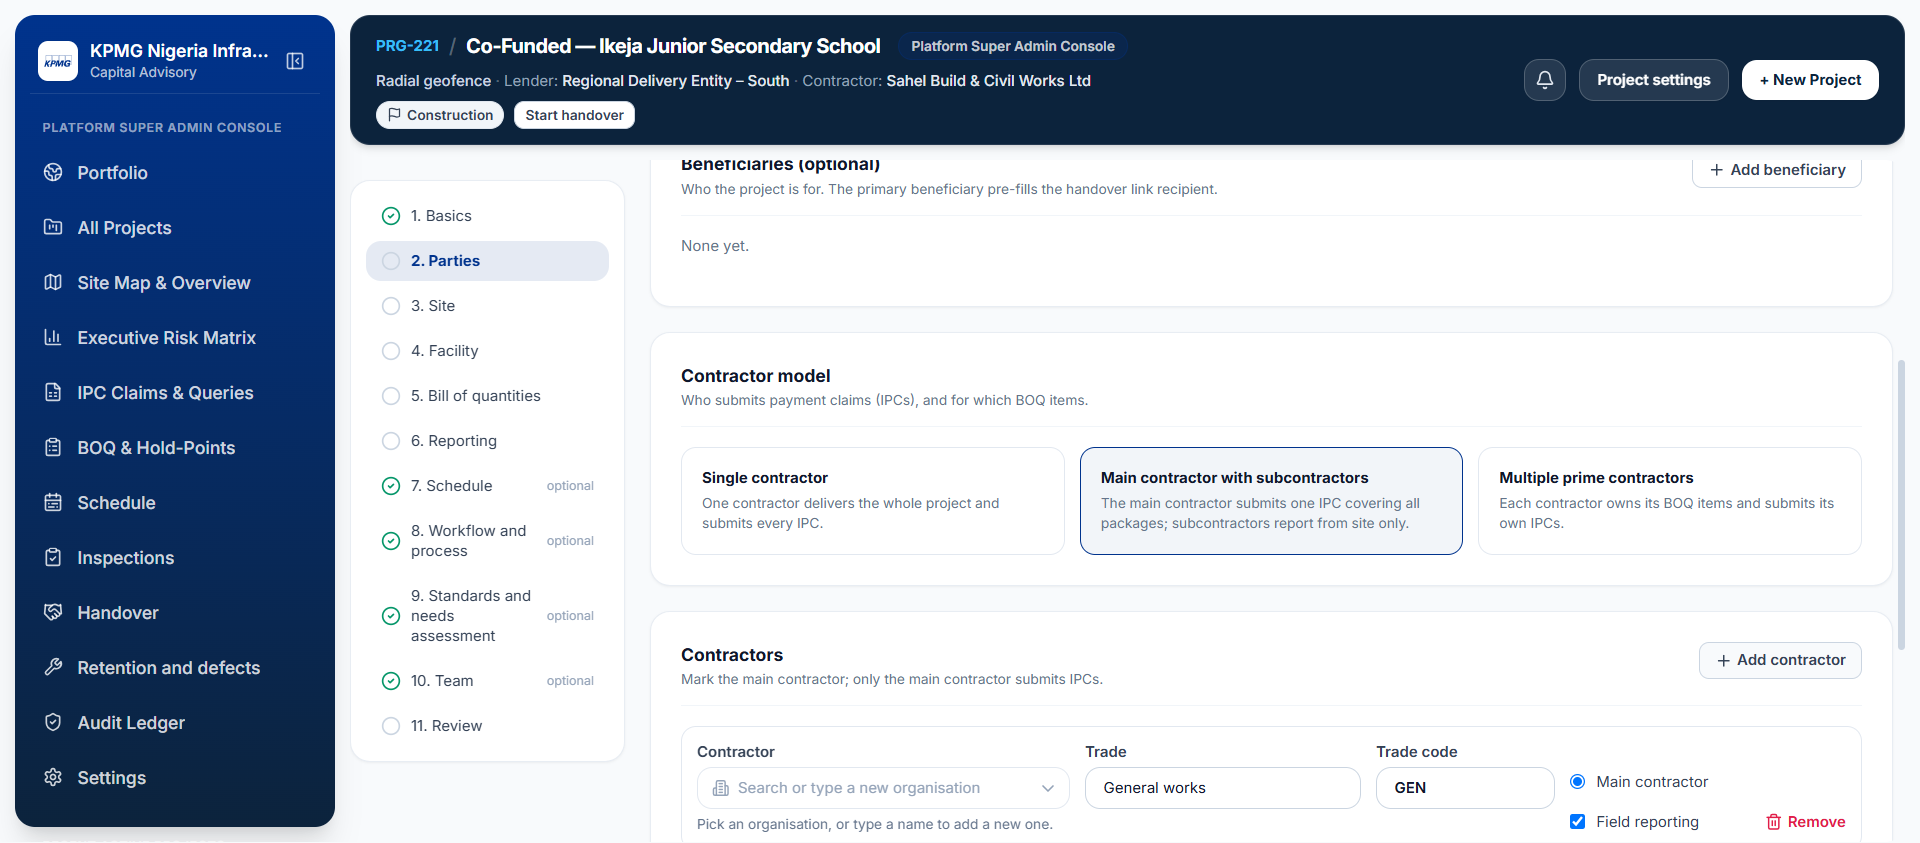 KPMG
KPMG Nigeria Infra...
Capital Advisory
PLATFORM SUPER ADMIN CONSOLE
Portfolio
All Projects
Site Map & Overview
Executive Risk Matrix
IPC Claims & Queries
BOQ & Hold-Points
Schedule
Inspections
Handover
Retention and defects
Audit Ledger
Settings
PRG-221 / Co-Funded — Ikeja Junior Secondary School Platform Super Admin Console
Radial geofence · Lender: Regional Delivery Entity – South · Contractor: Sahel Build & Civil Works Ltd
Construction Start handover
Project settings
+ New Project
1. Basics
2. Parties
3. Site
4. Facility
5. Bill of quantities
6. Reporting
7. Schedule optional
8. Workflow and
process optional
9. Standards and
needs
assessment optional
10. Team optional
11. Review
Beneficiaries (optional)
Who the project is for. The primary beneficiary pre-fills the handover link recipient.
+ Add beneficiary
None yet.
Contractor model
Who submits payment claims (IPCs), and for which BOQ items.
Single contractor
One contractor delivers the whole project and
submits every IPC.
Main contractor with subcontractors
The main contractor submits one IPC covering all
packages; subcontractors report from site only.
Multiple prime contractors
Each contractor owns its BOQ items and submits its
own IPCs.
Contractors
Mark the main contractor; only the main contractor submits IPCs.
+ Add contractor
Contractor
Search or type a new organisation
Pick an organisation, or type a name to add a new one.
Trade
General works
Trade code
GEN
Main contractor
Field reporting
Remove